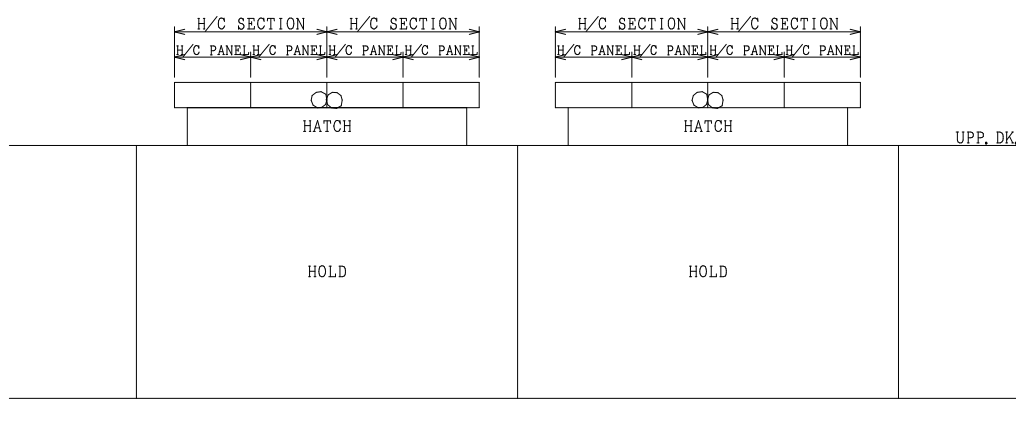 H/C SECTION H/C SECTION H/C SECTION H/C SECTION
H/C PANEL H/C PANEL H/C PANEL H/C PANEL H/C PANEL H/C PANEL H/C PANEL H/C PANEL
HATCH HATCH
UPP. DK.
HOLD HOLD